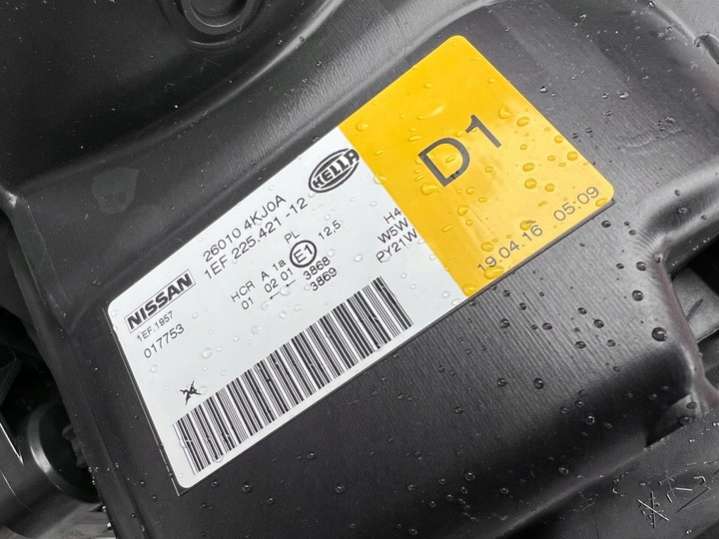 NISSAN
26010 4KJ0A
1EF 225.421-12
HELLA
1EF.1957
017753
HCR A 1a PL
01 02 01 E1 12,5
3868
3869
H4
W5W
PY21W
D1
19.04.16 05:09